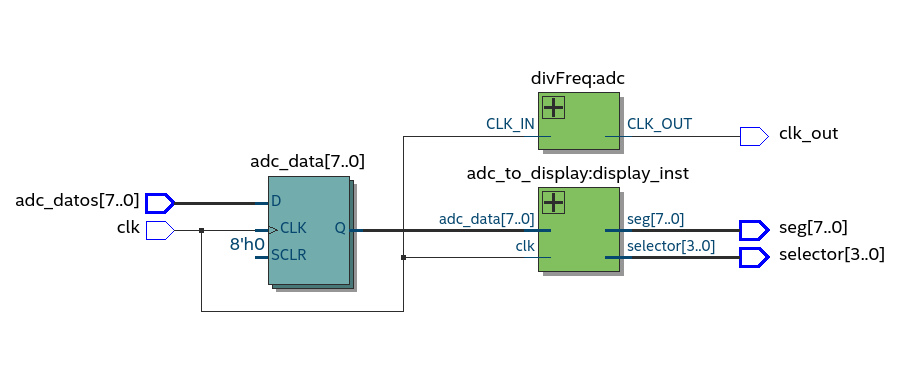 divFreq:adc
CLK_IN
CLK_OUT
clk_out
adc_data[7..0]
adc_to_display:display_inst
adc_datos[7..0]
D
clk
CLK
Q
adc_data[7..0]
seg[7..0]
seg[7..0]
8'h0
SCLR
clk
selector[3..0]
selector[3..0]